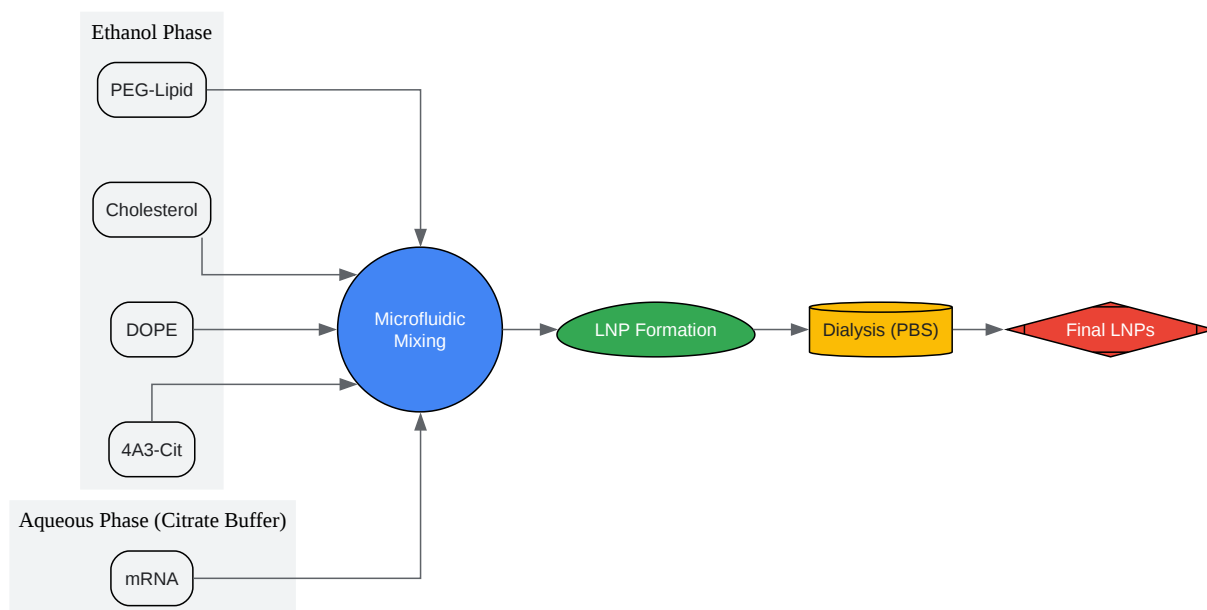 Ethanol Phase
PEG-Lipid
Cholesterol
DOPE
4A3-Cit
Aqueous Phase (Citrate Buffer)
mRNA
Microfluidic
Mixing
LNP Formation
Dialysis (PBS)
Final LNPs